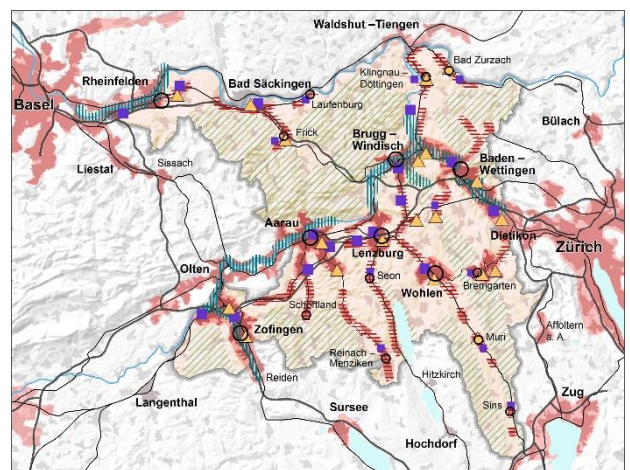 Waldshut –Tiengen
Rheinfelden
Bad Säckingen
Klingnau –
Döttingen
Bad Zurzach
Basel
Laufenburg
Bülach
Frick
Brugg –
Windisch
Sissach
Liestal
Baden –
Wettingen
Aarau
Dietikon
Zürich
Lenzburg
Olten
Seon
Wohlen
Bremgarten
Schöftland
Zofingen
Muri
Affoltern
a. A.
Reinach –
Menziken
Reiden
Hitzkirch
Zug
Langenthal
Sursee
Sins
Hochdorf